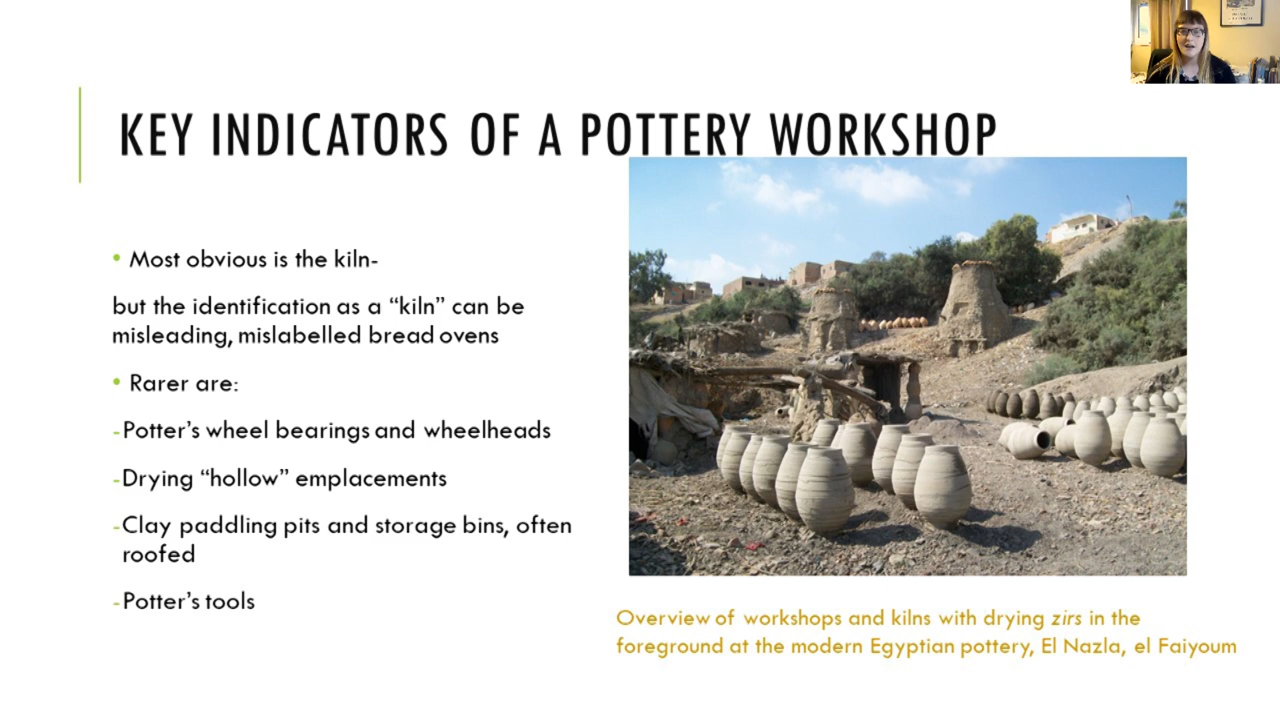 KEY INDICATORS OF A POTTERY WORKSHOP
• Most obvious is the kiln-
but the identification as a “kiln” can be
misleading, mislabelled bread ovens
• Rarer are:
-Potter’s wheel bearings and wheelheads
-Drying “hollow” emplacements
-Clay paddling pits and storage bins, often
roofed
-Potter’s tools
Overview of workshops and kilns with drying zirs in the
foreground at the modern Egyptian pottery, El Nazla, el Faiyoum